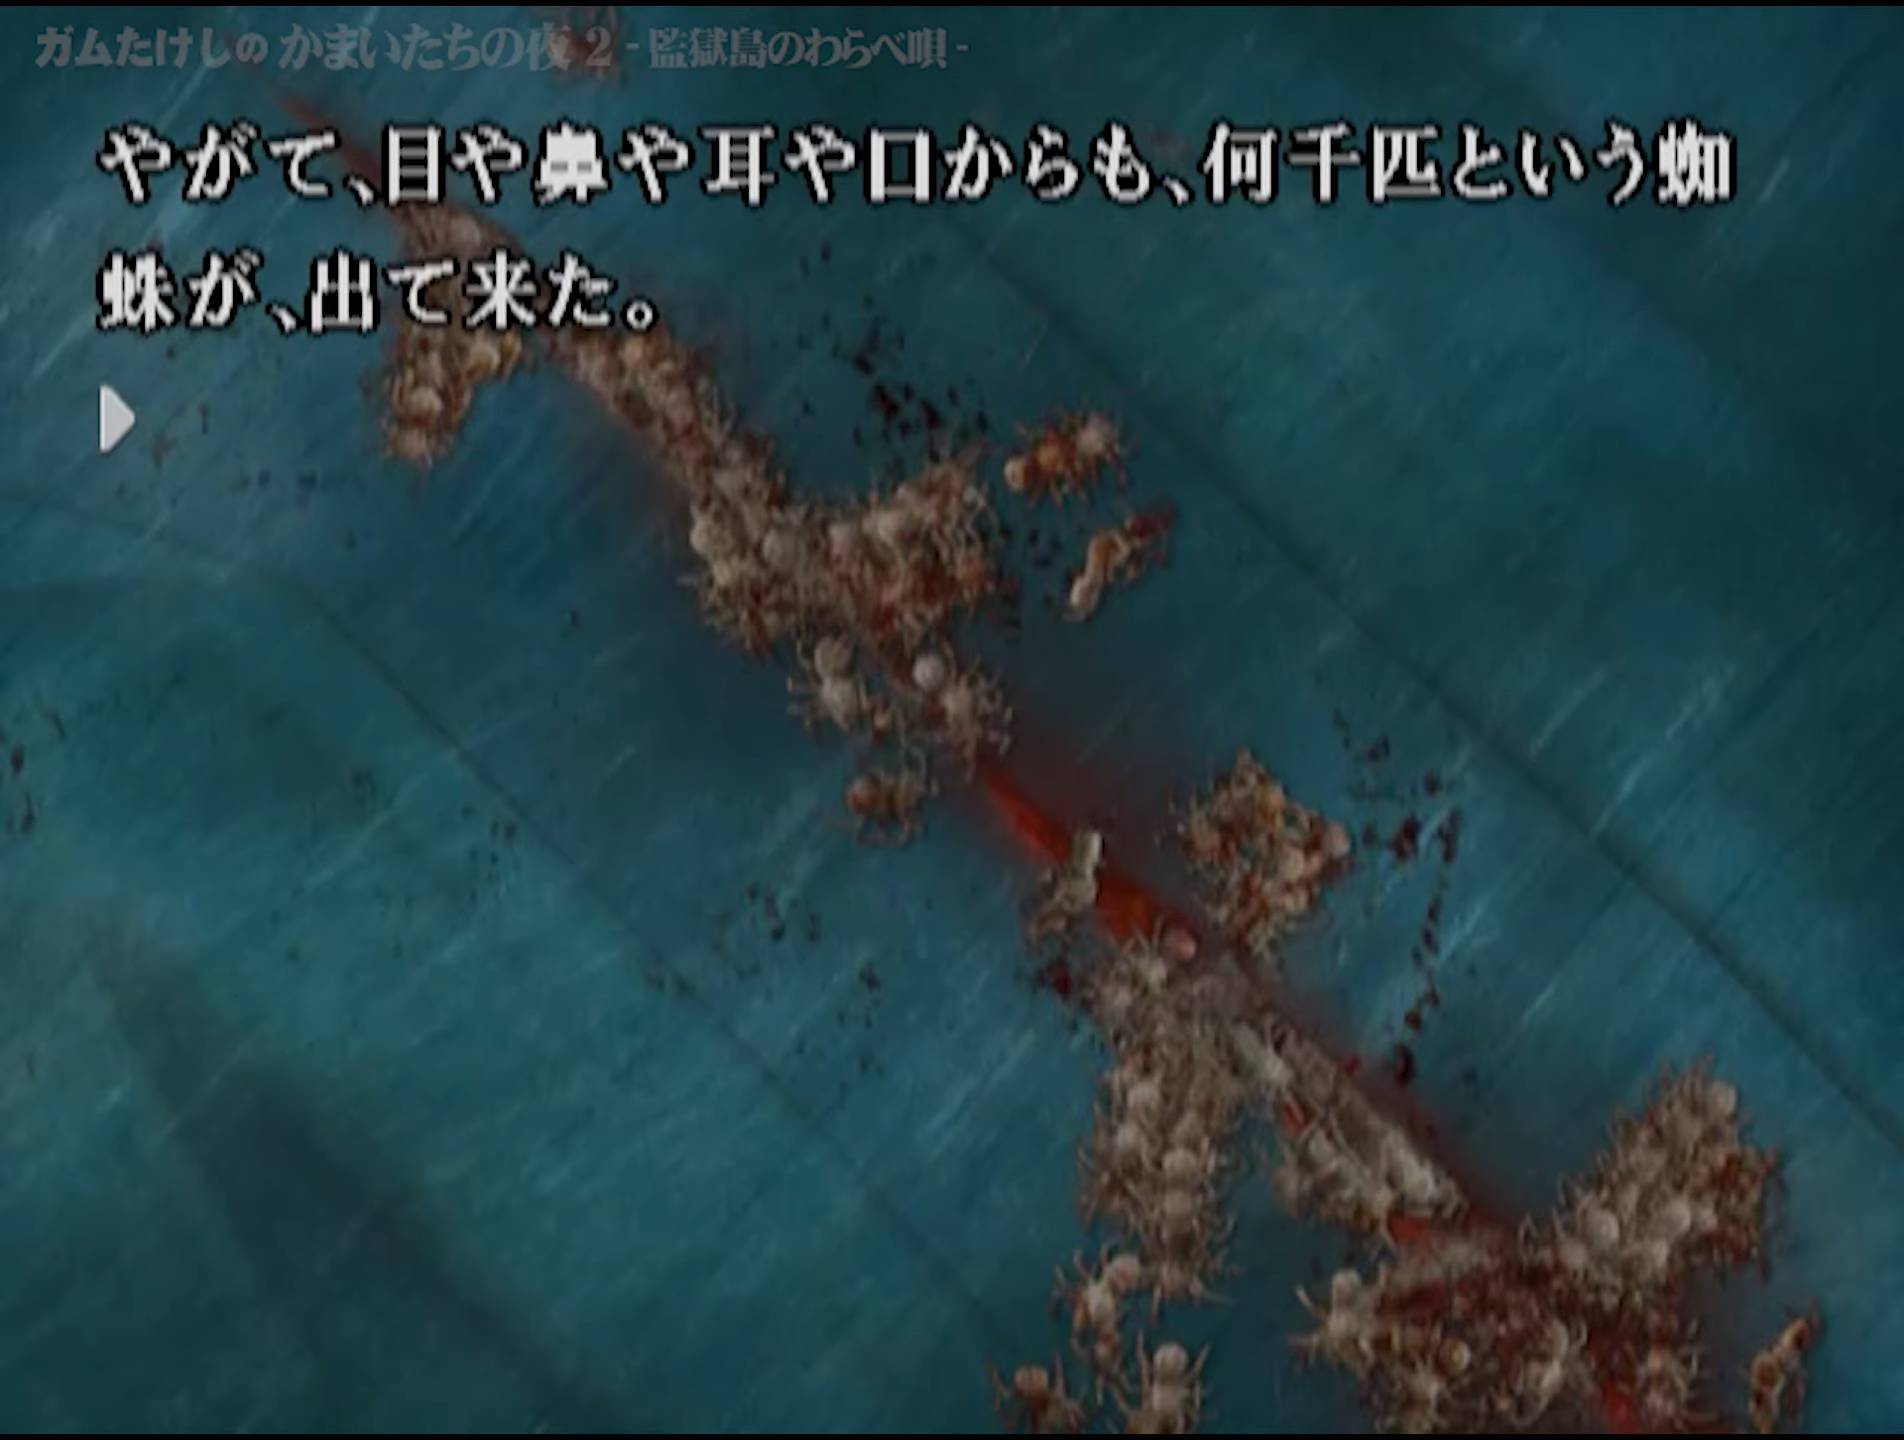 ガムたけしの かまいたちの夜 2 - 監獄島のわらべ唄 -
やがて、目や鼻や耳や口からも、何千匹という蜘
蛛が、出て来た。